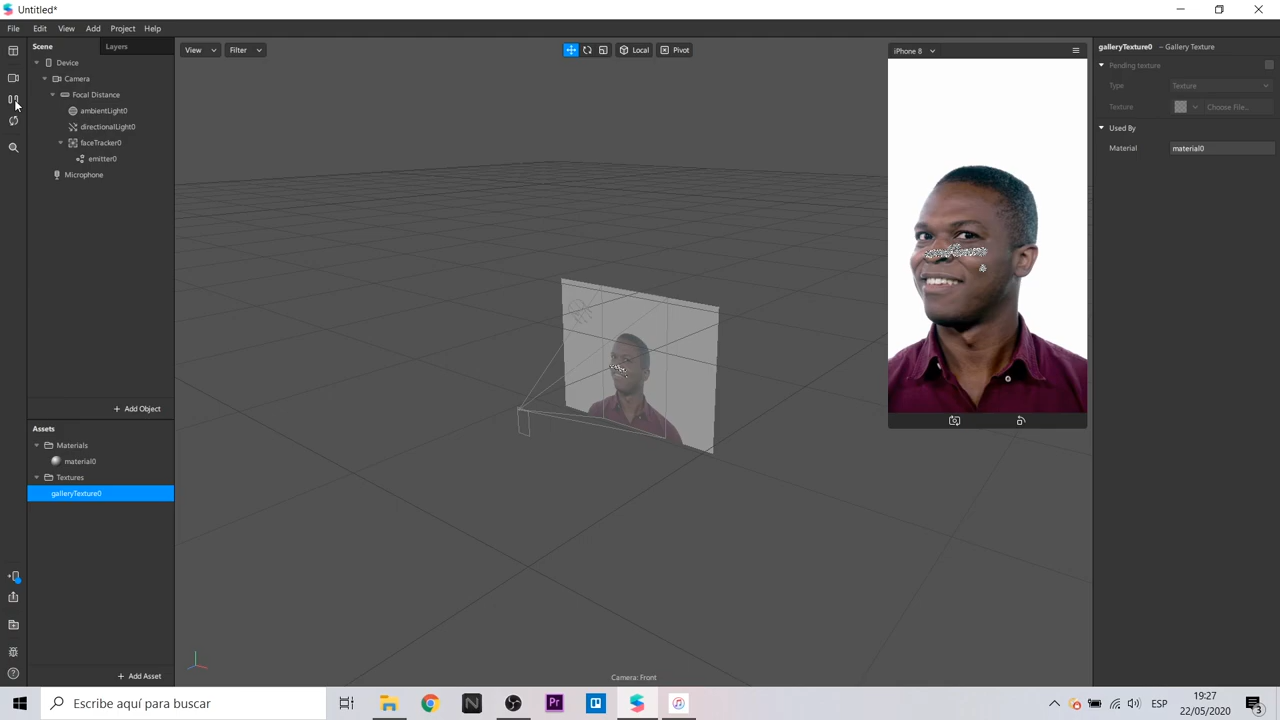 Untitled*
File Edit View Add Project Help
Scene Layers
Device
Camera
Focal Distance
ambientLight0
directionalLight0
faceTracker0
emitter0
Microphone
+ Add Object
Assets
Materials
material0
Textures
galleryTexture0
+ Add Asset
View Filter
Local Pivot
Camera: Front
iPhone 8
galleryTexture0 – Gallery Texture
Pending texture
Type Texture
Texture Choose File...
Used By
Material material0
Escribe aquí para buscar
N Pr
ESP
19:27
22/05/2020
3